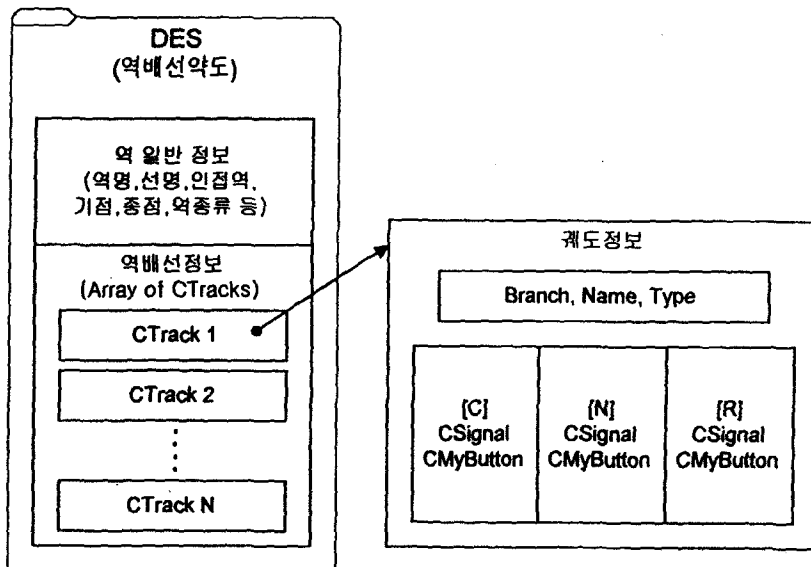 DES
(역배선약도)
역 일반 정보
(역명,선명,인접역,
기점,종점,역종류 등)
역배선정보
(Array of CTracks)
CTrack 1
CTrack 2
CTrack N
궤도정보
Branch, Name, Type
[C]
CSignal
CMyButton
[N]
CSignal
CMyButton
[R]
CSignal
CMyButton